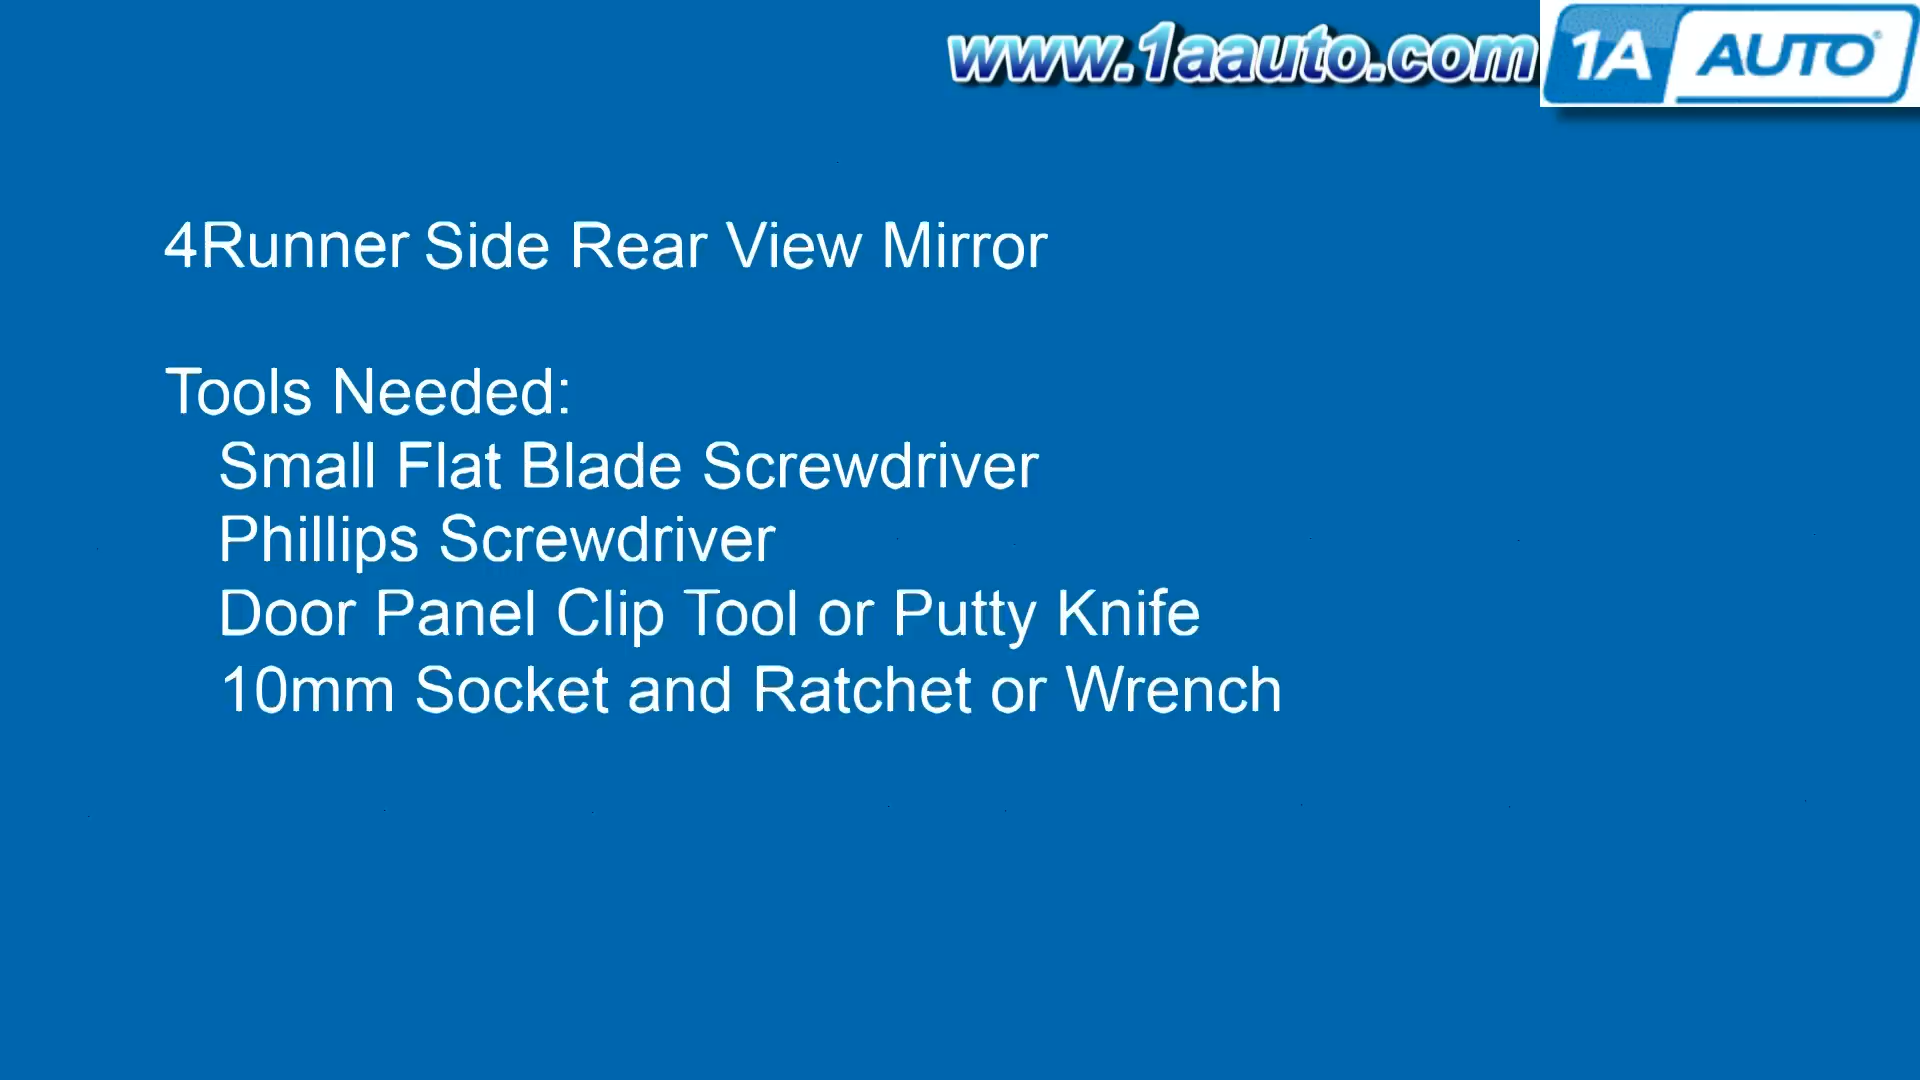 www.1aauto.com 1A AUTO
4Runner Side Rear View Mirror
Tools Needed:
Small Flat Blade Screwdriver
Phillips Screwdriver
Door Panel Clip Tool or Putty Knife
10mm Socket and Ratchet or Wrench